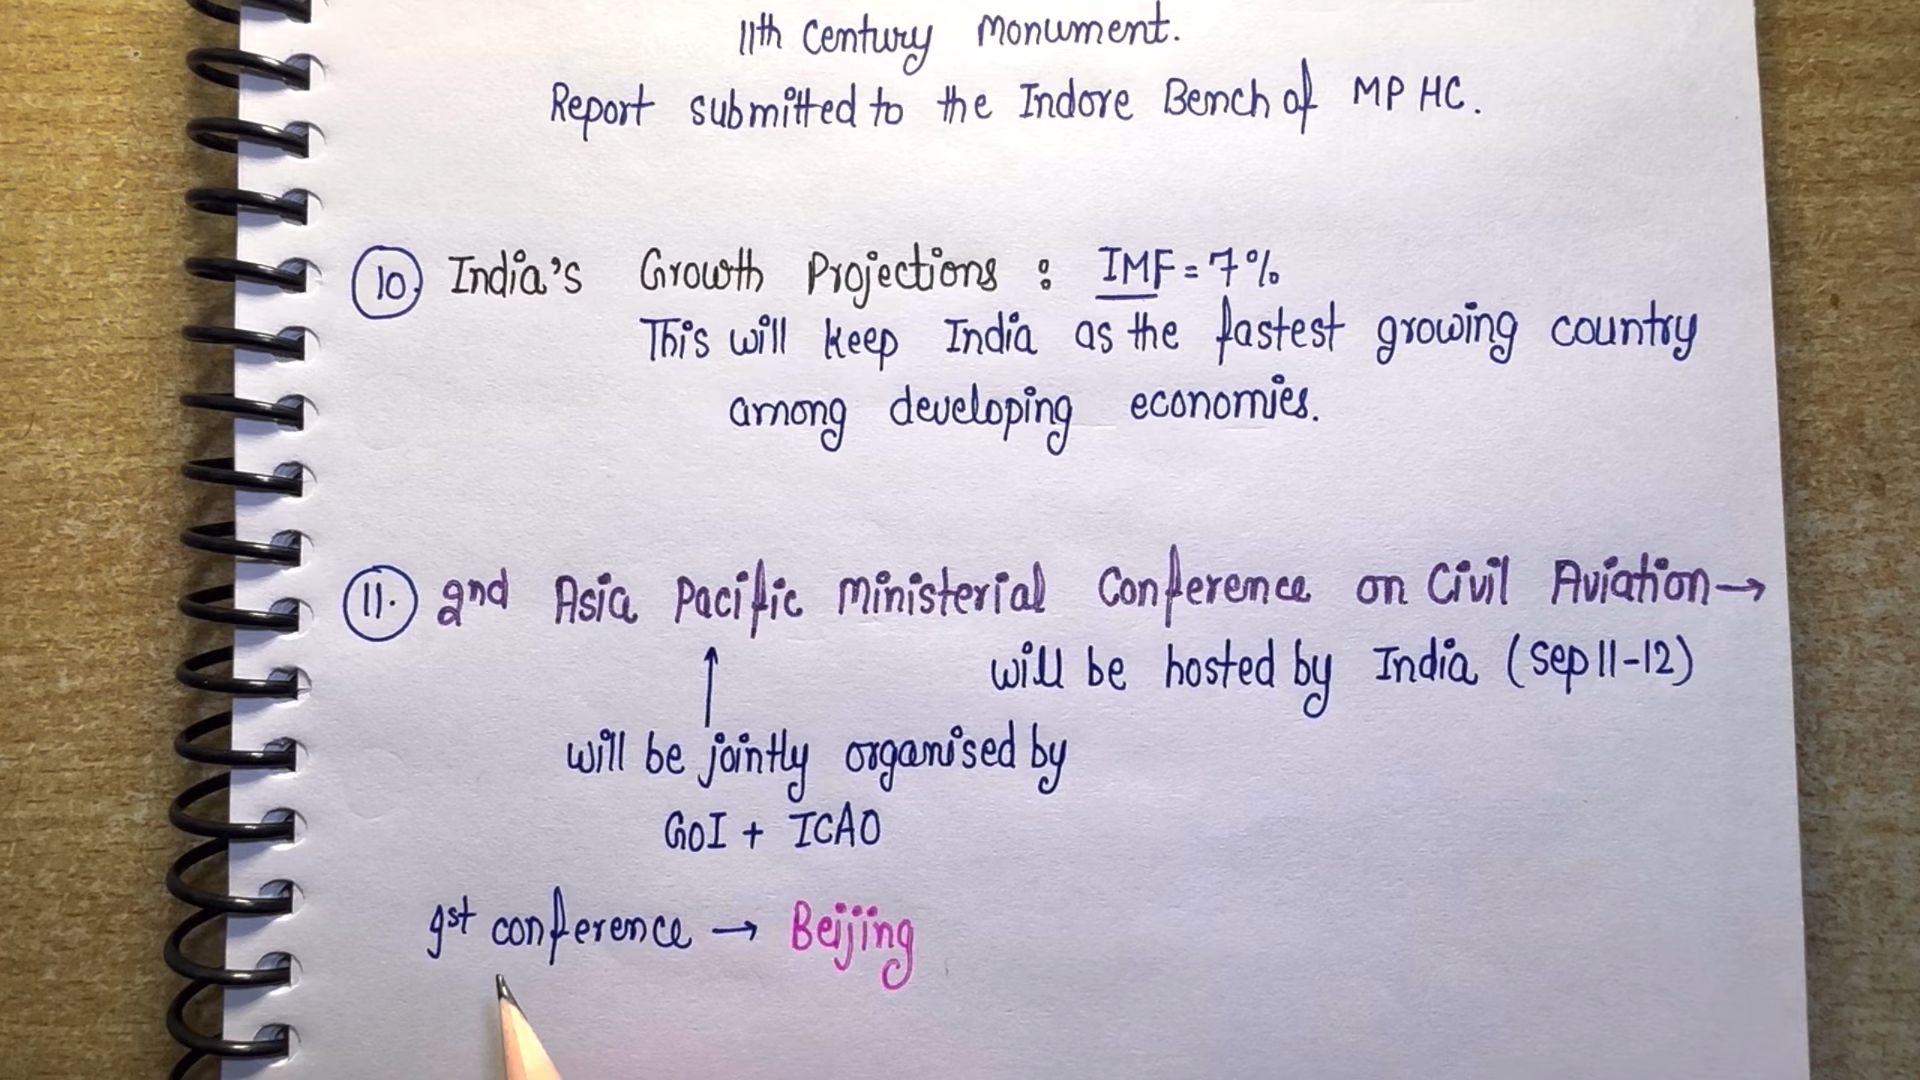 11th Century Monument.
Report submitted to the Indore Bench of MP HC.
10. India's Growth Projections : IMF = 7%
This will keep India as the fastest growing country
among developing economies.
11. 2nd Asia Pacific Ministerial Conference on Civil Aviation →
will be hosted by India (Sep 11-12)
↑
will be jointly organised by
GoI + ICAO
1st conference → Beijing